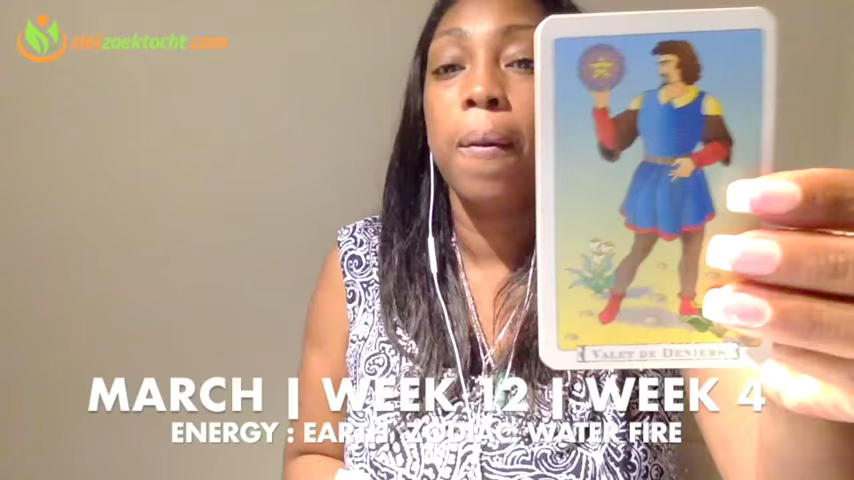 zielzoektocht.com
VALET DE DENIERS
MARCH | WEEK 12 | WEEK 4
ENERGY : EARTH, ZODIAC: WATER FIRE